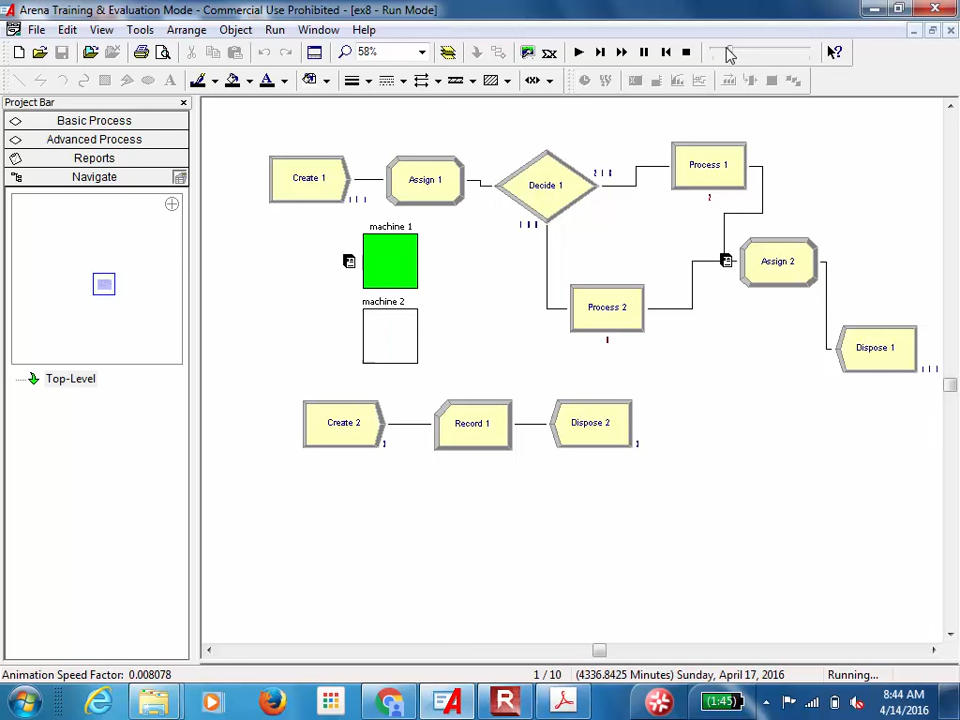 Arena Training & Evaluation Mode - Commercial Use Prohibited - [ex8 - Run Mode]
File Edit View Tools Arrange Object Run Window Help
58%
Project Bar
Basic Process
Advanced Process
Reports
Navigate
Top-Level
Create 1
Assign 1
Decide 1
Process 1
machine 1
machine 2
Process 2
Assign 2
Dispose 1
Create 2
Record 1
Dispose 2
Animation Speed Factor: 0.008078
1 / 10
(4336.8425 Minutes) Sunday, April 17, 2016
Running...
(1:45)
8:44 AM
4/14/2016